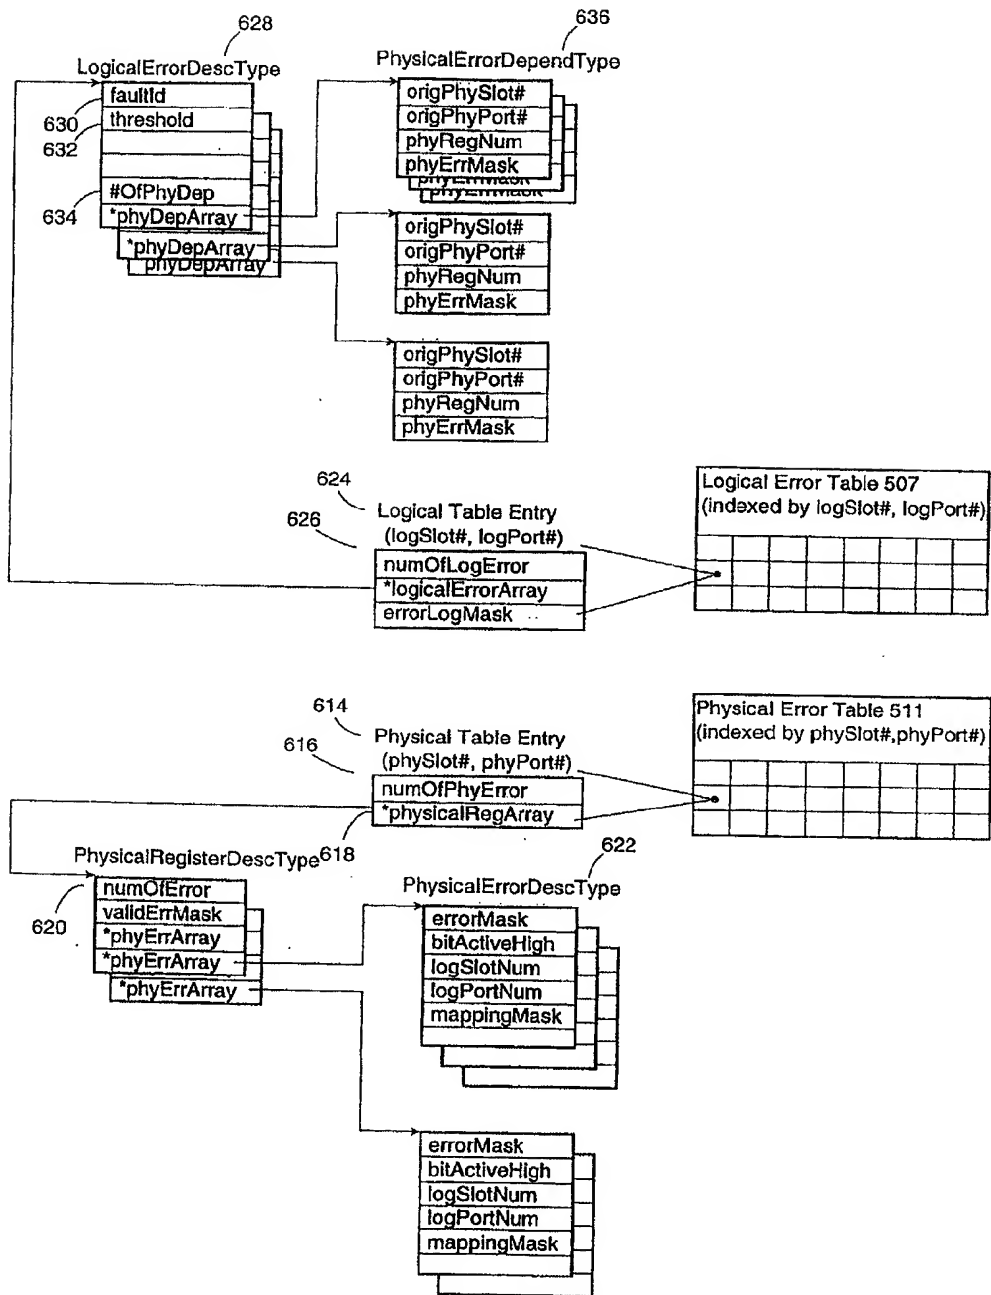 628
LogicalErrorDescType
faultId
630
threshold
632
#OfPhyDep
634
*phyDepArray
*phyDepArray
phyDepArray
636
PhysicalErrorDependType
origPhySlot#
origPhyPort#
phyRegNum
phyErrMask
phyErrMask
phyErrMask
origPhySlot#
origPhyPort#
phyRegNum
phyErrMask
origPhySlot#
origPhyPort#
phyRegNum
phyErrMask
624
Logical Table Entry
626
(logSlot#, logPort#)
numOfLogError
*logicalErrorArray
errorLogMask
Logical Error Table 507
(indexed by logSlot#, logPort#)
614
Physical Table Entry
616
(phySlot#, phyPort#)
numOfPhyError
*physicalRegArray
618
Physical Error Table 511
(indexed by phySlot#,phyPort#)
PhysicalRegisterDescType
numOfError
620
validErrMask
*phyErrArray
*phyErrArray
*phyErrArray
622
PhysicalErrorDescType
errorMask
bitActiveHigh
logSlotNum
logPortNum
mappingMask
errorMask
bitActiveHigh
logSlotNum
logPortNum
mappingMask